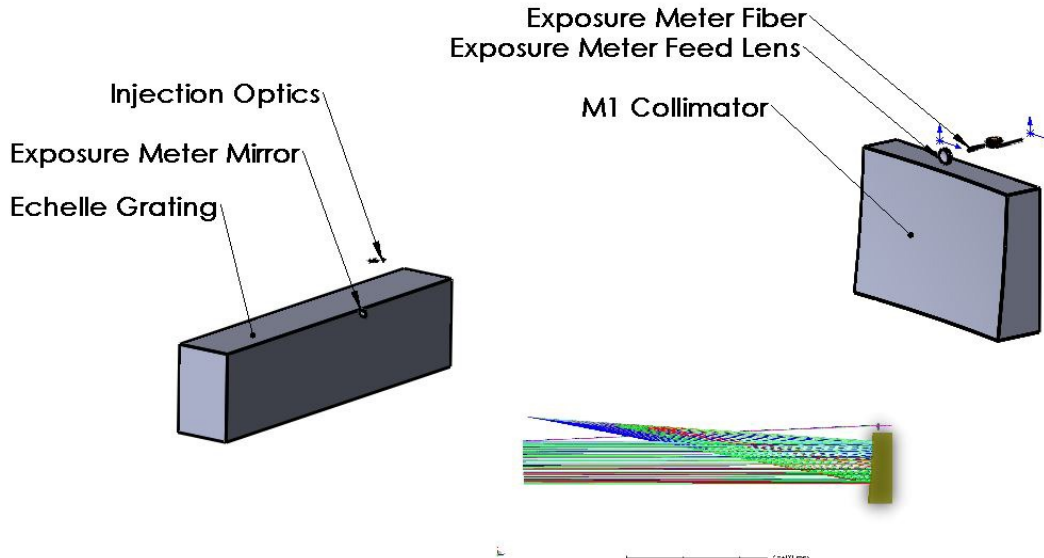 Exposure Meter Fiber
Exposure Meter Feed Lens
M1 Collimator
Injection Optics
Exposure Meter Mirror
Echelle Grating